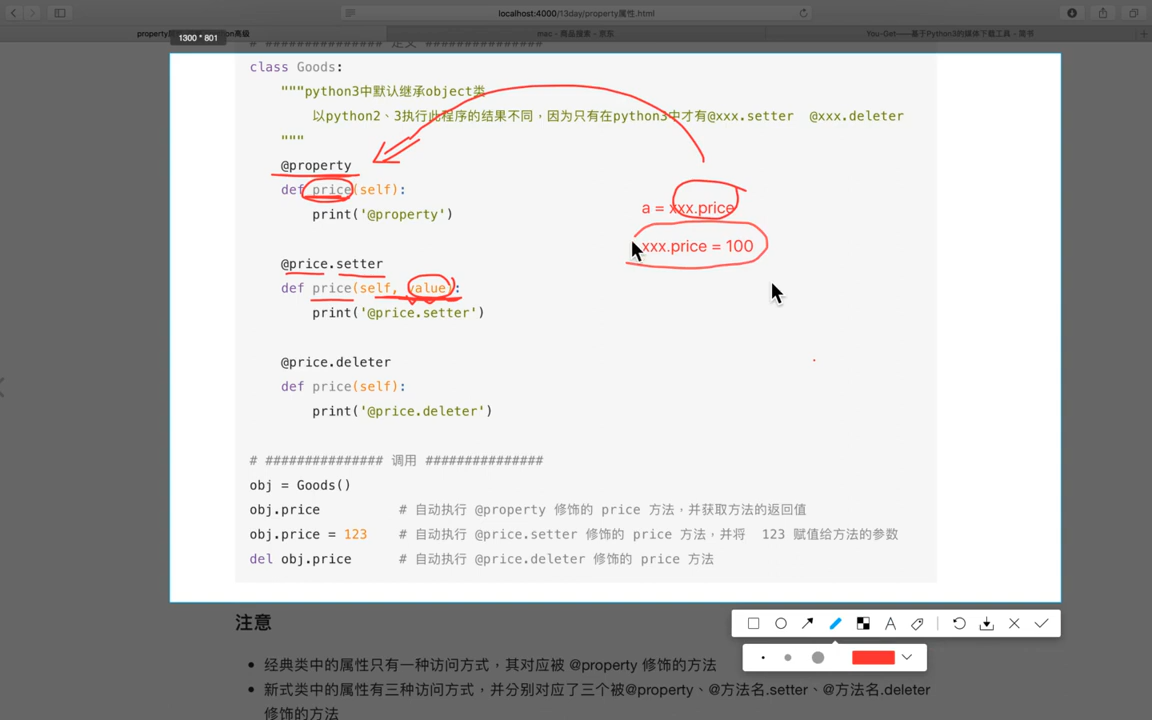 localhost:4000/13day/property属性.html
mac - 商品搜索 - 京东
You-Get——基于Python3的媒体下载工具 - 简书
1300 * 801
# ############### 定义 ###############
class Goods:
"""python3中默认继承object类
以python2、3执行此程序的结果不同，因为只有在python3中才有@xxx.setter  @xxx.deleter
"""
@property
def price(self):
print('@property')
a = xxx.price
xxx.price = 100
@price.setter
def price(self, value):
print('@price.setter')
@price.deleter
def price(self):
print('@price.deleter')
# ############### 调用 ###############
obj = Goods()
obj.price          # 自动执行 @property 修饰的 price 方法，并获取方法的返回值
obj.price = 123    # 自动执行 @price.setter 修饰的 price 方法，并将  123 赋值给方法的参数
del obj.price      # 自动执行 @price.deleter 修饰的 price 方法
A
注意
• 经典类中的属性只有一种访问方式，其对应被 @property 修饰的方法
• 新式类中的属性有三种访问方式，并分别对应了三个被@property、@方法名.setter、@方法名.deleter
修饰的方法